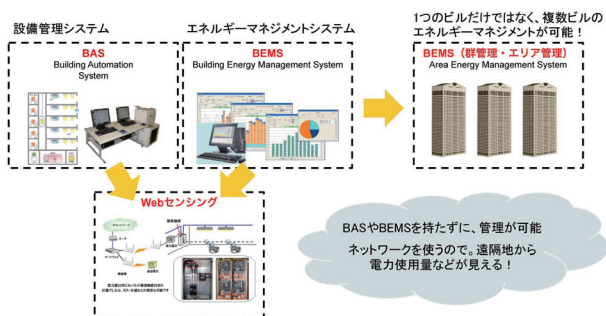 設備管理システム
エネルギーマネジメントシステム
1つのビルだけではなく、複数ビルの
エネルギーマネジメントが可能！
BAS
Building Automation
System
BEMS
Building Energy Management System
BEMS（群管理・エリア管理）
Area Energy Management System
Webセンシング
BASやBEMSを持たずに、管理が可能
ネットワークを使うので。遠隔地から
電力使用量などが見える！